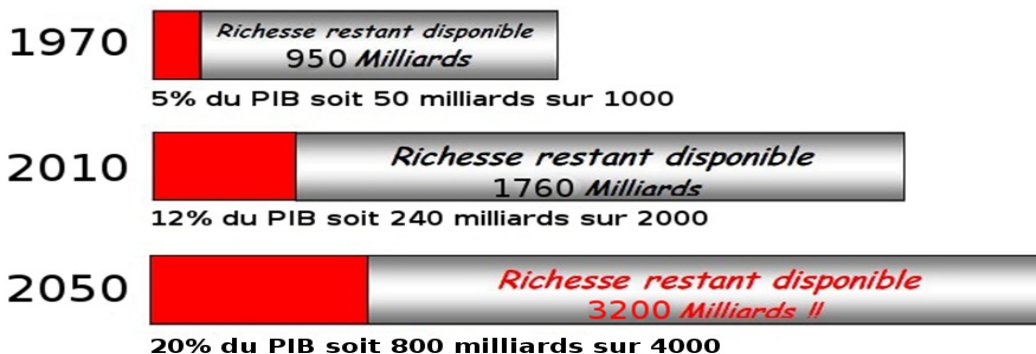 1970
Richesse restant disponible
950 Milliards
5% du PIB soit 50 milliards sur 1000
2010
Richesse restant disponible
1760 Milliards
12% du PIB soit 240 milliards sur 2000
2050
Richesse restant disponible
3200 Milliards !!
20% du PIB soit 800 milliards sur 4000